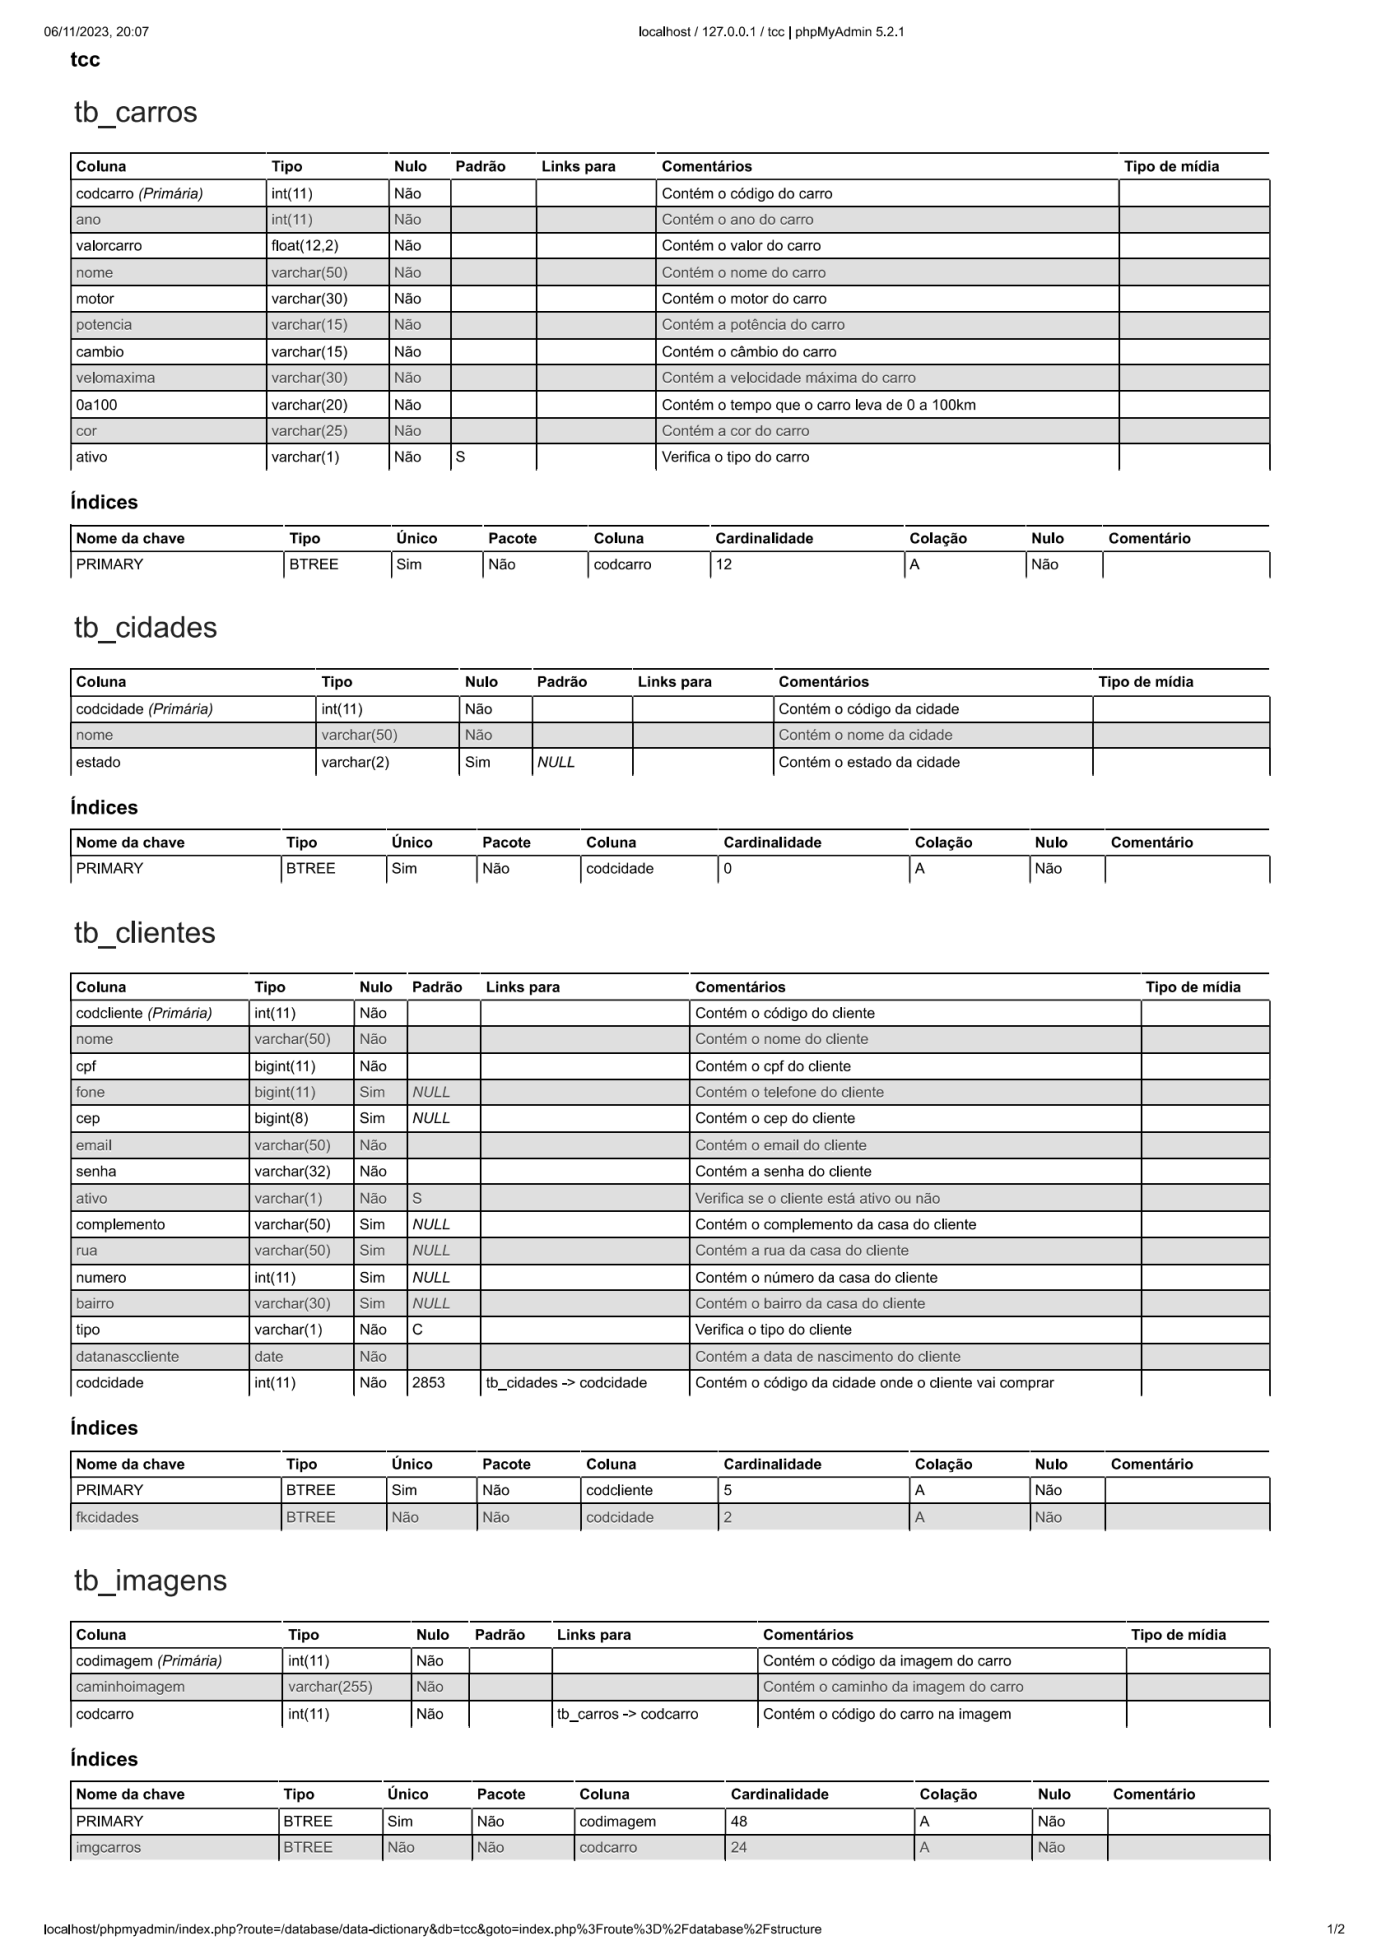 06/11/2023, 20:07 localhost / 127.0.0.1 / tcc | phpMyAdmin 5.2.1
tcc
tb_carros
Coluna Tipo Nulo Padrão Links para Comentários Tipo de mídia
codcarro (Primária) int(11) Não Contém o código do carro
ano int(11) Não Contém o ano do carro
valorcarro float(12,2) Não Contém o valor do carro
nome varchar(50) Não Contém o nome do carro
motor varchar(30) Não Contém o motor do carro
potencia varchar(15) Não Contém a potência do carro
cambio varchar(15) Não Contém o câmbio do carro
velomaxima varchar(30) Não Contém a velocidade máxima do carro
0a100 varchar(20) Não Contém o tempo que o carro leva de 0 a 100km
cor varchar(25) Não Contém a cor do carro
ativo varchar(1) Não S Verifica o tipo do carro
Índices
Nome da chave Tipo Único Pacote Coluna Cardinalidade Colação Nulo Comentário
PRIMARY BTREE Sim Não codcarro 12 A Não
tb_cidades
Coluna Tipo Nulo Padrão Links para Comentários Tipo de mídia
codcidade (Primária) int(11) Não Contém o código da cidade
nome varchar(50) Não Contém o nome da cidade
estado varchar(2) Sim NULL Contém o estado da cidade
Índices
Nome da chave Tipo Único Pacote Coluna Cardinalidade Colação Nulo Comentário
PRIMARY BTREE Sim Não codcidade 0 A Não
tb_clientes
Coluna Tipo Nulo Padrão Links para Comentários Tipo de mídia
codcliente (Primária) int(11) Não Contém o código do cliente
nome varchar(50) Não Contém o nome do cliente
cpf bigint(11) Não Contém o cpf do cliente
fone bigint(11) Sim NULL Contém o telefone do cliente
cep bigint(8) Sim NULL Contém o cep do cliente
email varchar(50) Não Contém o email do cliente
senha varchar(32) Não Contém a senha do cliente
ativo varchar(1) Não S Verifica se o cliente está ativo ou não
complemento varchar(50) Sim NULL Contém o complemento da casa do cliente
rua varchar(50) Sim NULL Contém a rua da casa do cliente
numero int(11) Sim NULL Contém o número da casa do cliente
bairro varchar(30) Sim NULL Contém o bairro da casa do cliente
tipo varchar(1) Não C Verifica o tipo do cliente
datanasccliente date Não Contém a data de nascimento do cliente
codcidade int(11) Não 2853 tb_cidades -> codcidade Contém o código da cidade onde o cliente vai comprar
Índices
Nome da chave Tipo Único Pacote Coluna Cardinalidade Colação Nulo Comentário
PRIMARY BTREE Sim Não codcliente 5 A Não
fkcidades BTREE Não Não codcidade 2 A Não
tb_imagens
Coluna Tipo Nulo Padrão Links para Comentários Tipo de mídia
codimagem (Primária) int(11) Não Contém o código da imagem do carro
caminhoimagem varchar(255) Não Contém o caminho da imagem do carro
codcarro int(11) Não tb_carros -> codcarro Contém o código do carro na imagem
Índices
Nome da chave Tipo Único Pacote Coluna Cardinalidade Colação Nulo Comentário
PRIMARY BTREE Sim Não codimagem 48 A Não
imgcarros BTREE Não Não codcarro 24 A Não
localhost/phpmyadmin/index.php?route=/database/data-dictionary&db=tcc&goto=index.php%3Froute%3D%2Fdatabase%2Fstructure 1/2